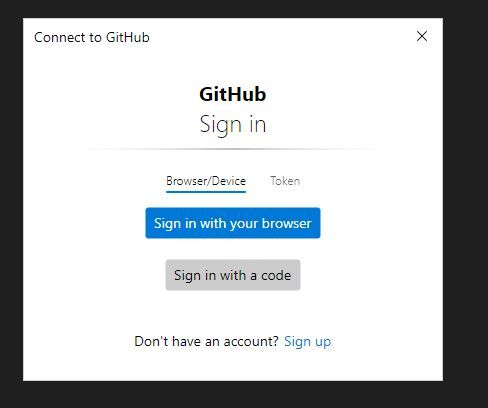 Connect to GitHub
GitHub
Sign in
Browser/Device Token
Sign in with your browser
Sign in with a code
Don't have an account? Sign up